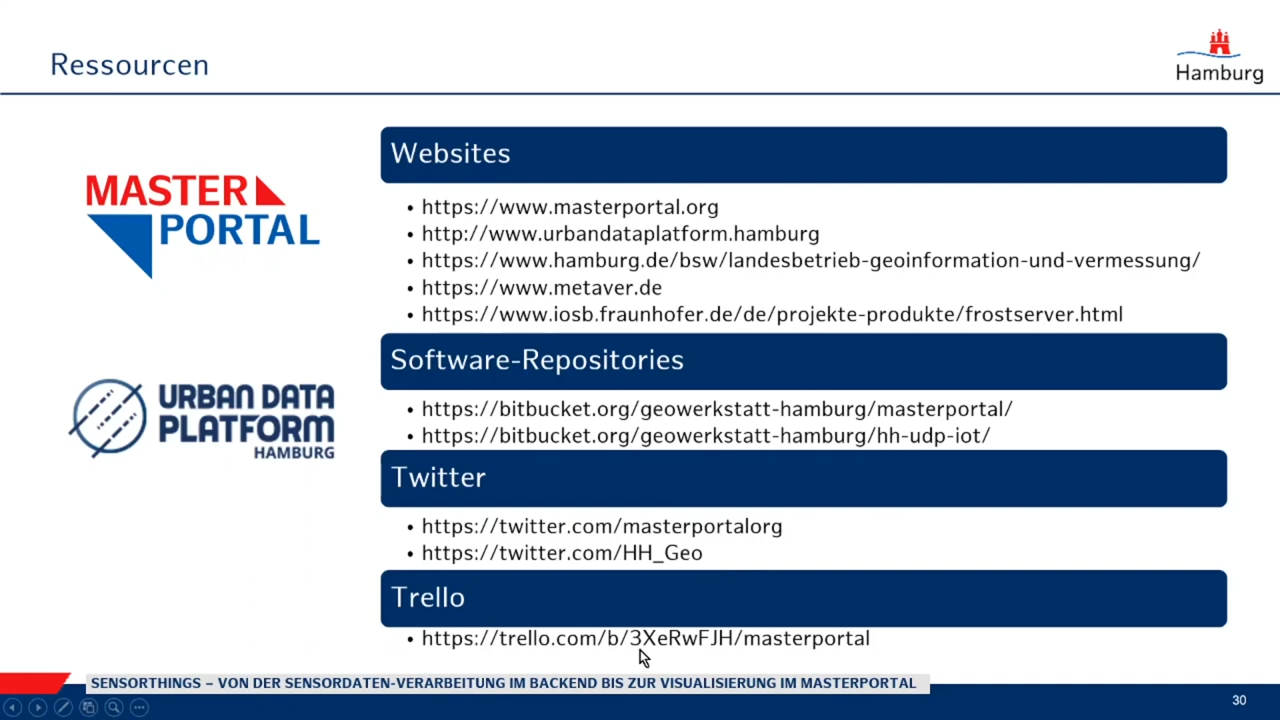 Ressourcen
Hamburg
MASTER
PORTAL
URBAN DATA
PLATFORM
HAMBURG
Websites
• https://www.masterportal.org
• http://www.urbandataplatform.hamburg
• https://www.hamburg.de/bsw/landesbetrieb-geoinformation-und-vermessung/
• https://www.metaver.de
• https://www.iosb.fraunhofer.de/de/projekte-produkte/frostserver.html
Software-Repositories
• https://bitbucket.org/geowerkstatt-hamburg/masterportal/
• https://bitbucket.org/geowerkstatt-hamburg/hh-udp-iot/
Twitter
• https://twitter.com/masterportalorg
• https://twitter.com/HH_Geo
Trello
• https://trello.com/b/3XeRwFJH/masterportal
SENSORTHINGS – VON DER SENSORDATEN-VERARBEITUNG IM BACKEND BIS ZUR VISUALISIERUNG IM MASTERPORTAL
30